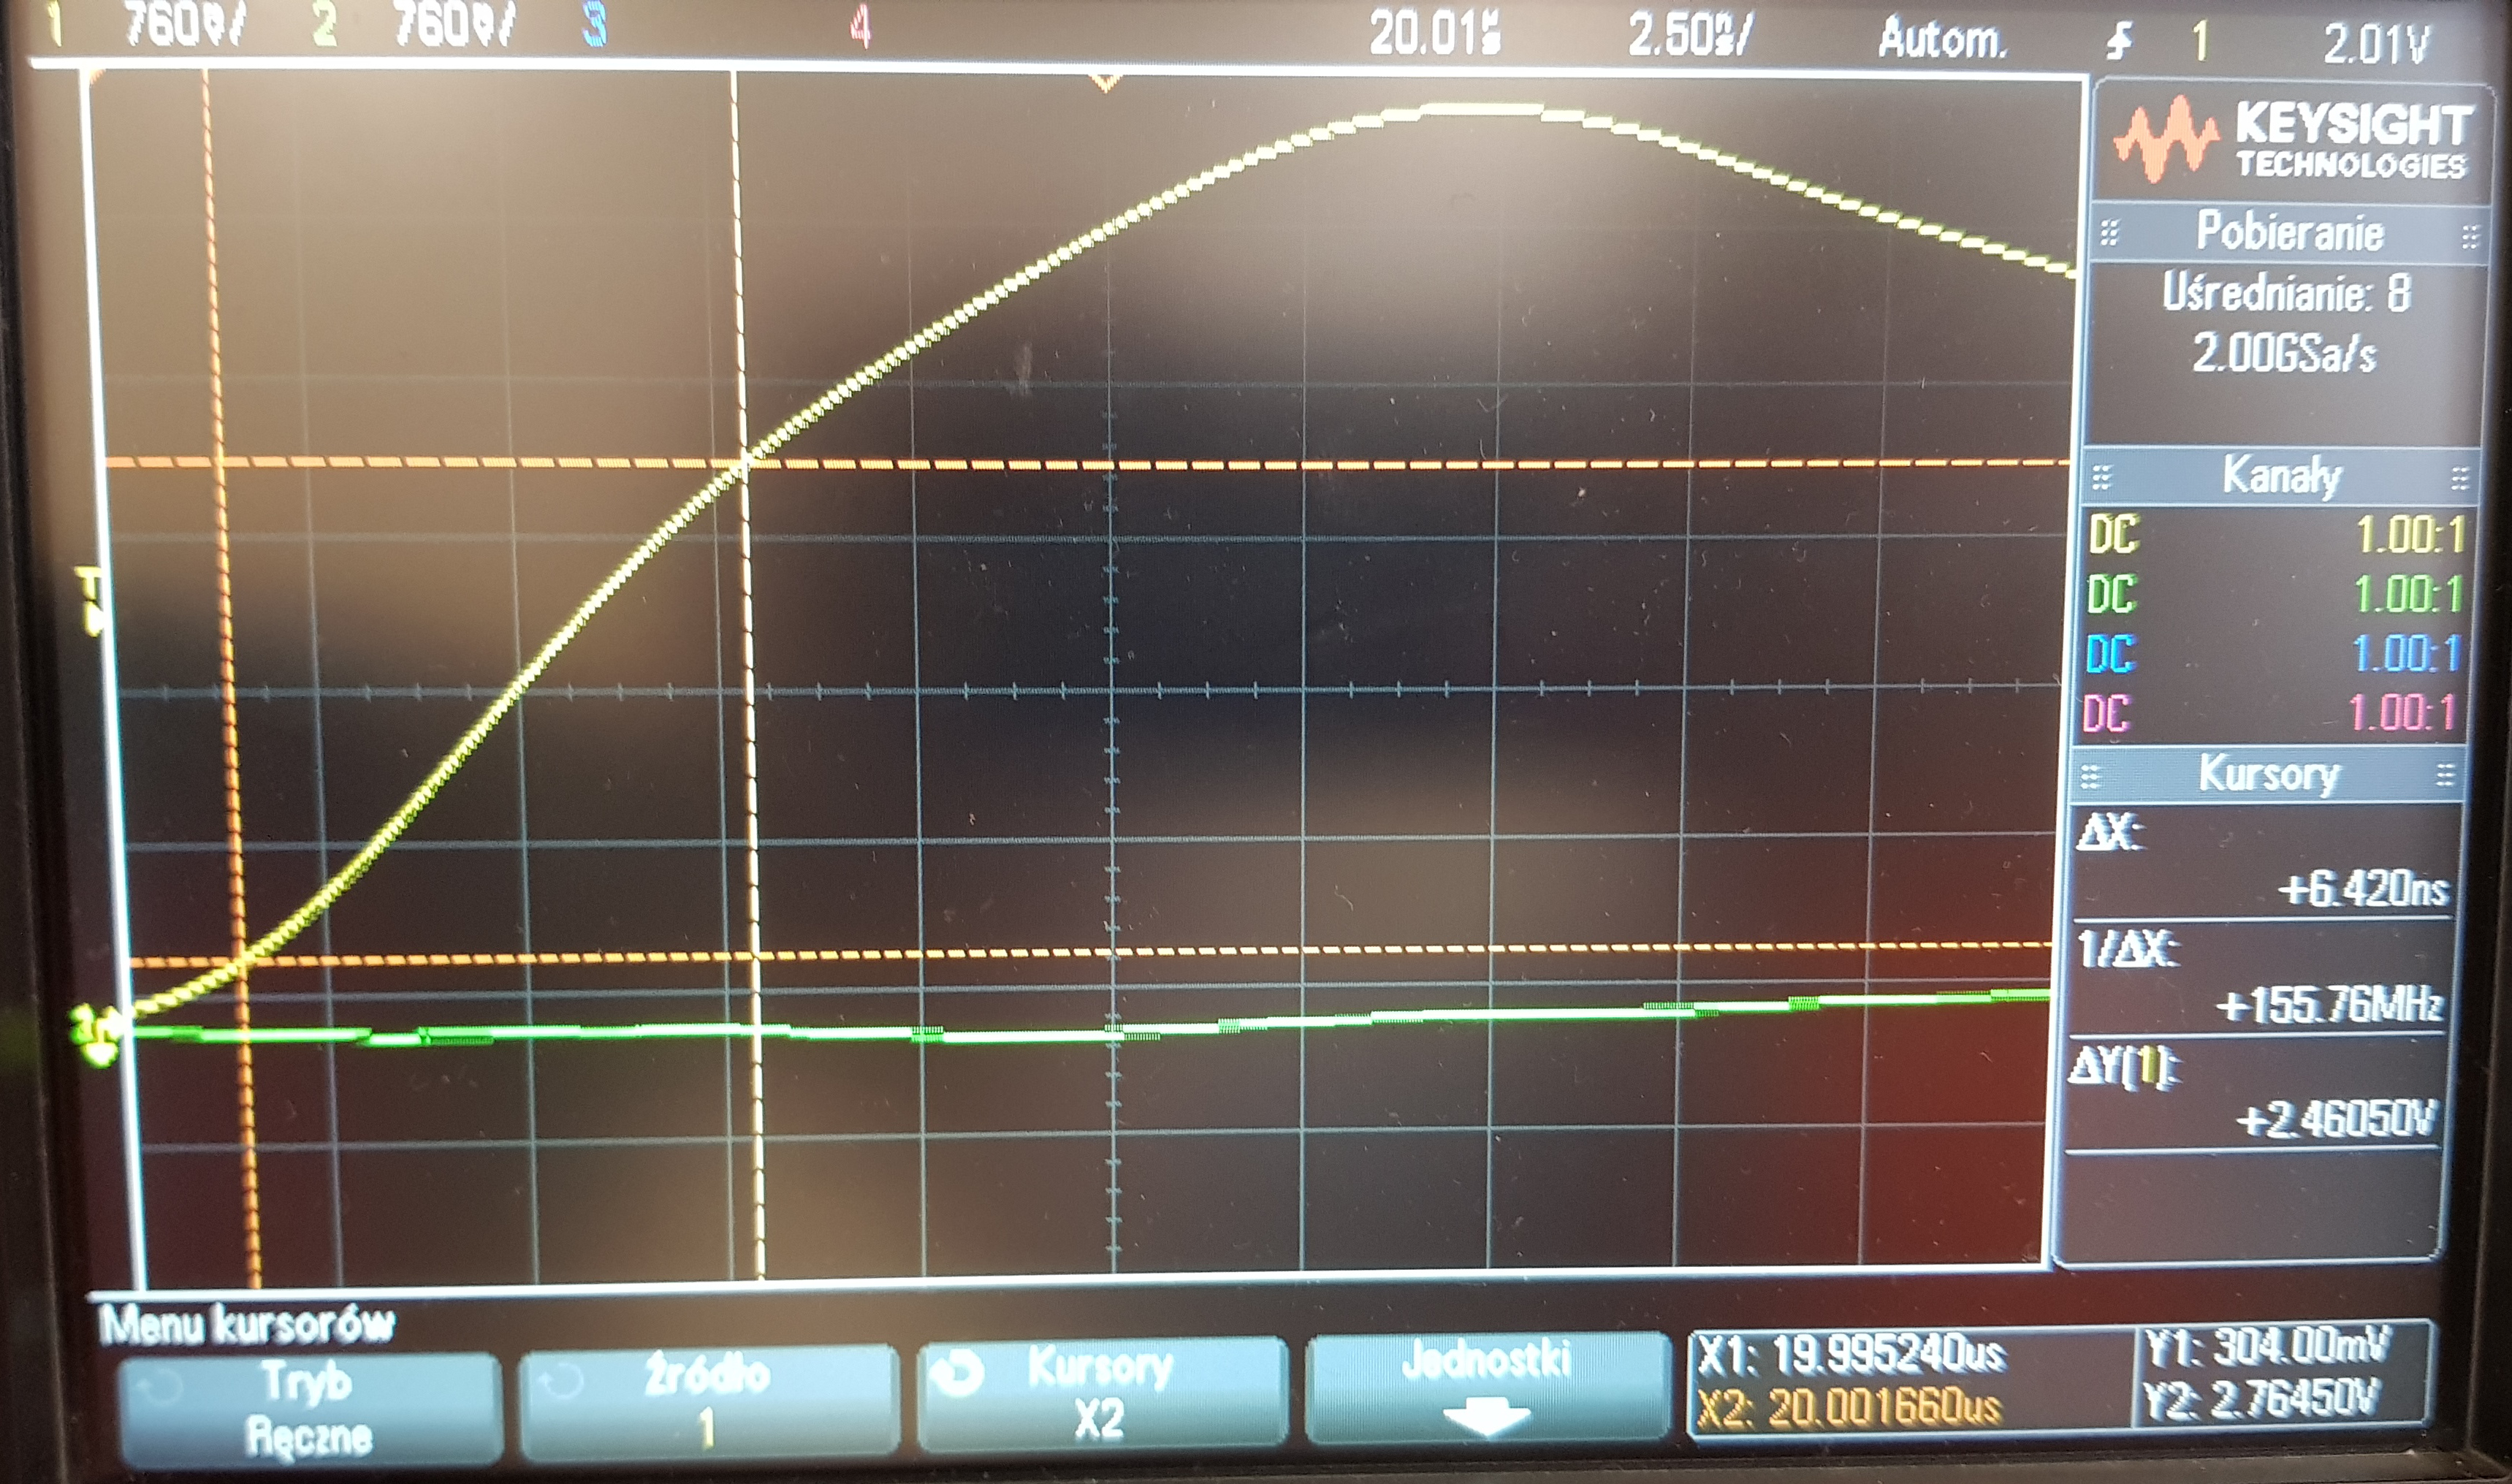 1 760♥/ 2 760♥/ 3 4 20.01µs 2.50ns/ Autom. 1 2.01V
KEYSIGHT
TECHNOLOGIES
Pobieranie
Uśrednianie: 8
2.00GSa/s
Kanały
DC 1.00:1
DC 1.00:1
DC 1.00:1
DC 1.00:1
Kursory
ΔX:
+6.420ns
1/ΔX:
+155.76MHz
ΔY(1):
+2.46050V
T
Menu kursorów
Tryb
Ręczne
Źródło
1
Kursory
X2
Jednostki
X1: 19.995240us
X2: 20.001660us
Y1: 304.00mV
Y2: 2.76450V